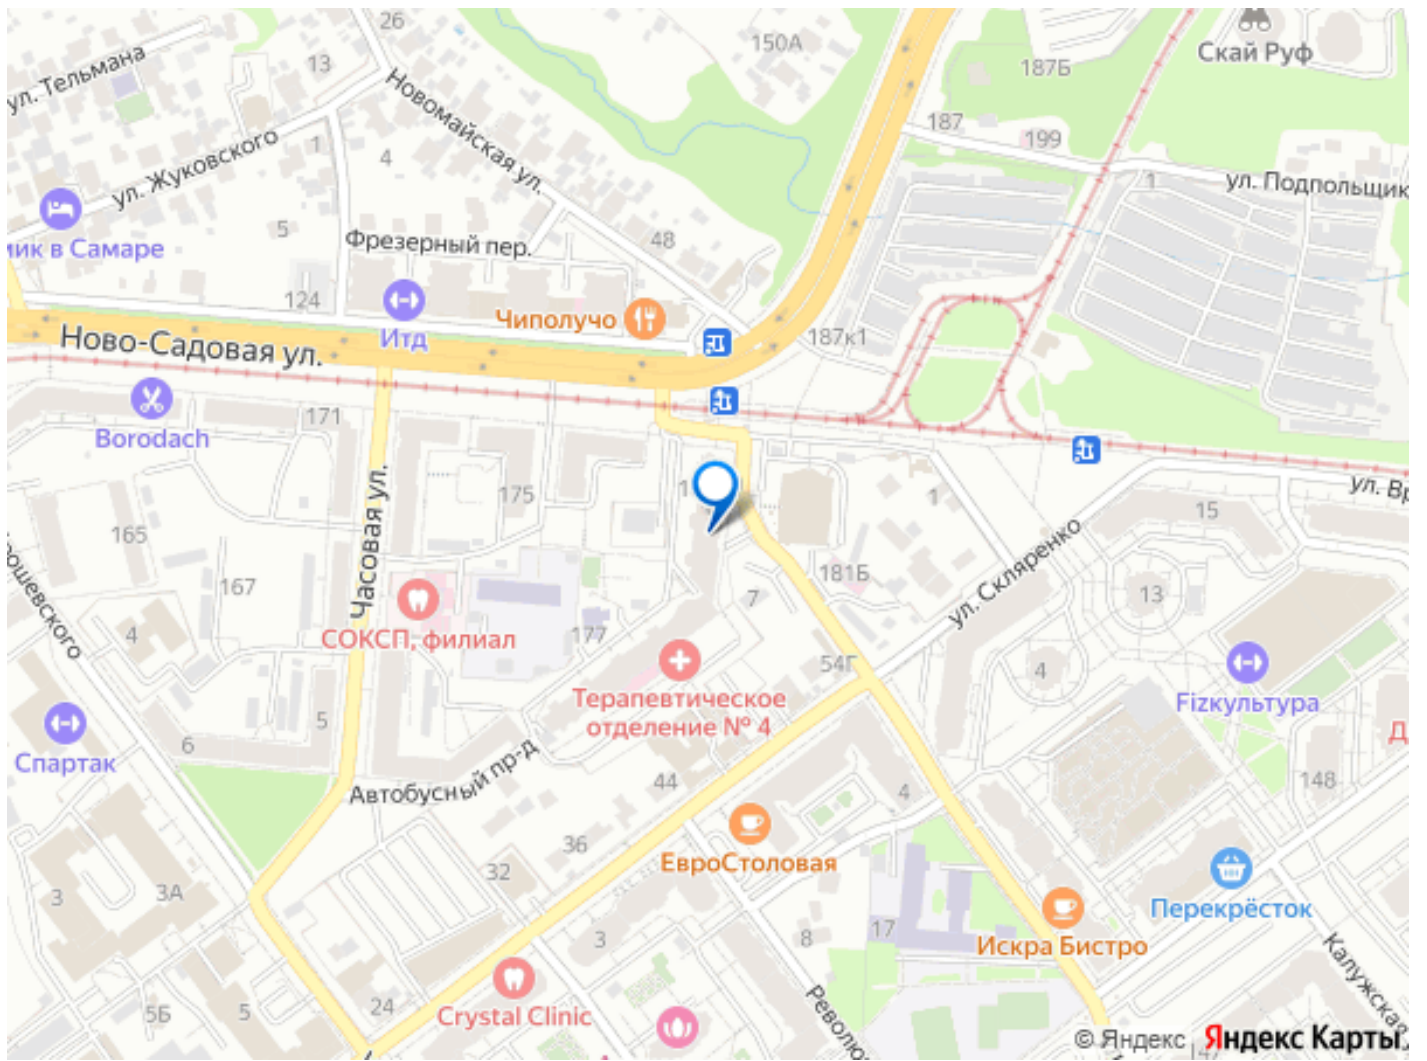 26
150А
Скай Руф
ул. Тельмана
13
187Б
Новомайская ул.
187
199
ул. Жуковского
1
4
ул. Подпольщик
1
5
48
Фрезерный пер.
мик в Самаре
124
Чиполучо
Итд
187к1
Ново-Садовая ул.
171
Borodach
175
1
1
ул. Вр
15
165
Часовая ул.
ул. Скляренко
181Б
167
7
13
рошевского
4
СОКСП, филиал
177
54Г
4
Терапевтическое
отделение № 4
Fizкультура
Д
5
6
Спартак
Автобусный пр-д
44
4
148
36
ЕвроСтоловая
32
3
3А
Перекрёсток
17
8
3
Искра Бистро
Калужская
24
5Б
5
Crystal Clinic
Революц
© Яндекс
Яндекс Карты